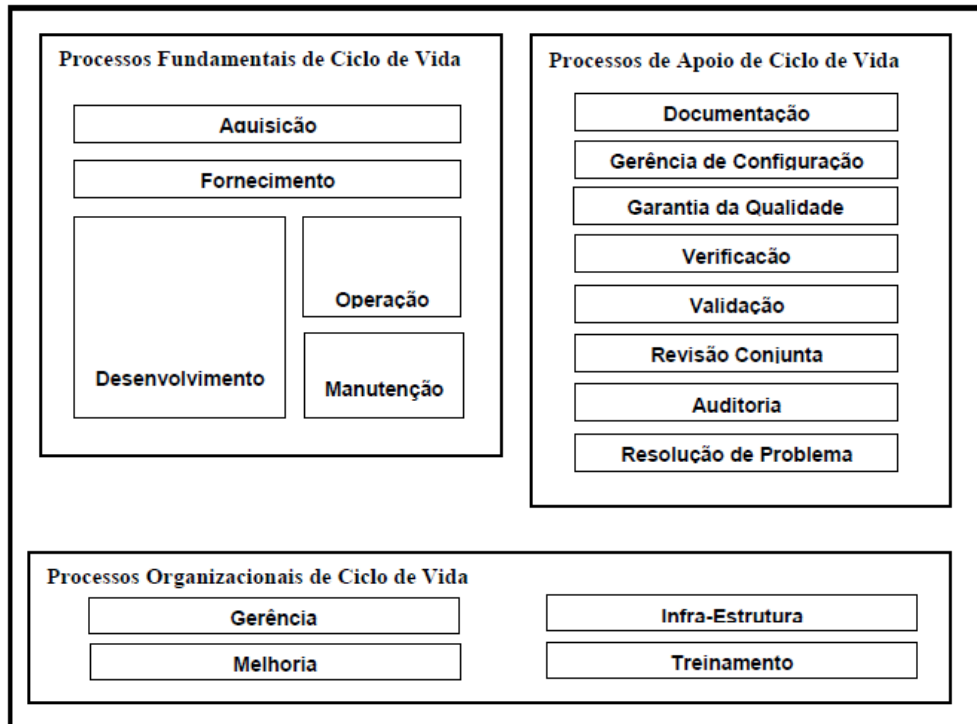 Processos Fundamentais de Ciclo de Vida
Aquisição
Fornecimento
Desenvolvimento
Operação
Manutenção
Processos de Apoio de Ciclo de Vida
Documentação
Gerência de Configuração
Garantia da Qualidade
Verificação
Validação
Revisão Conjunta
Auditoria
Resolução de Problema
Processos Organizacionais de Ciclo de Vida
Gerência
Melhoria
Infra-Estrutura
Treinamento